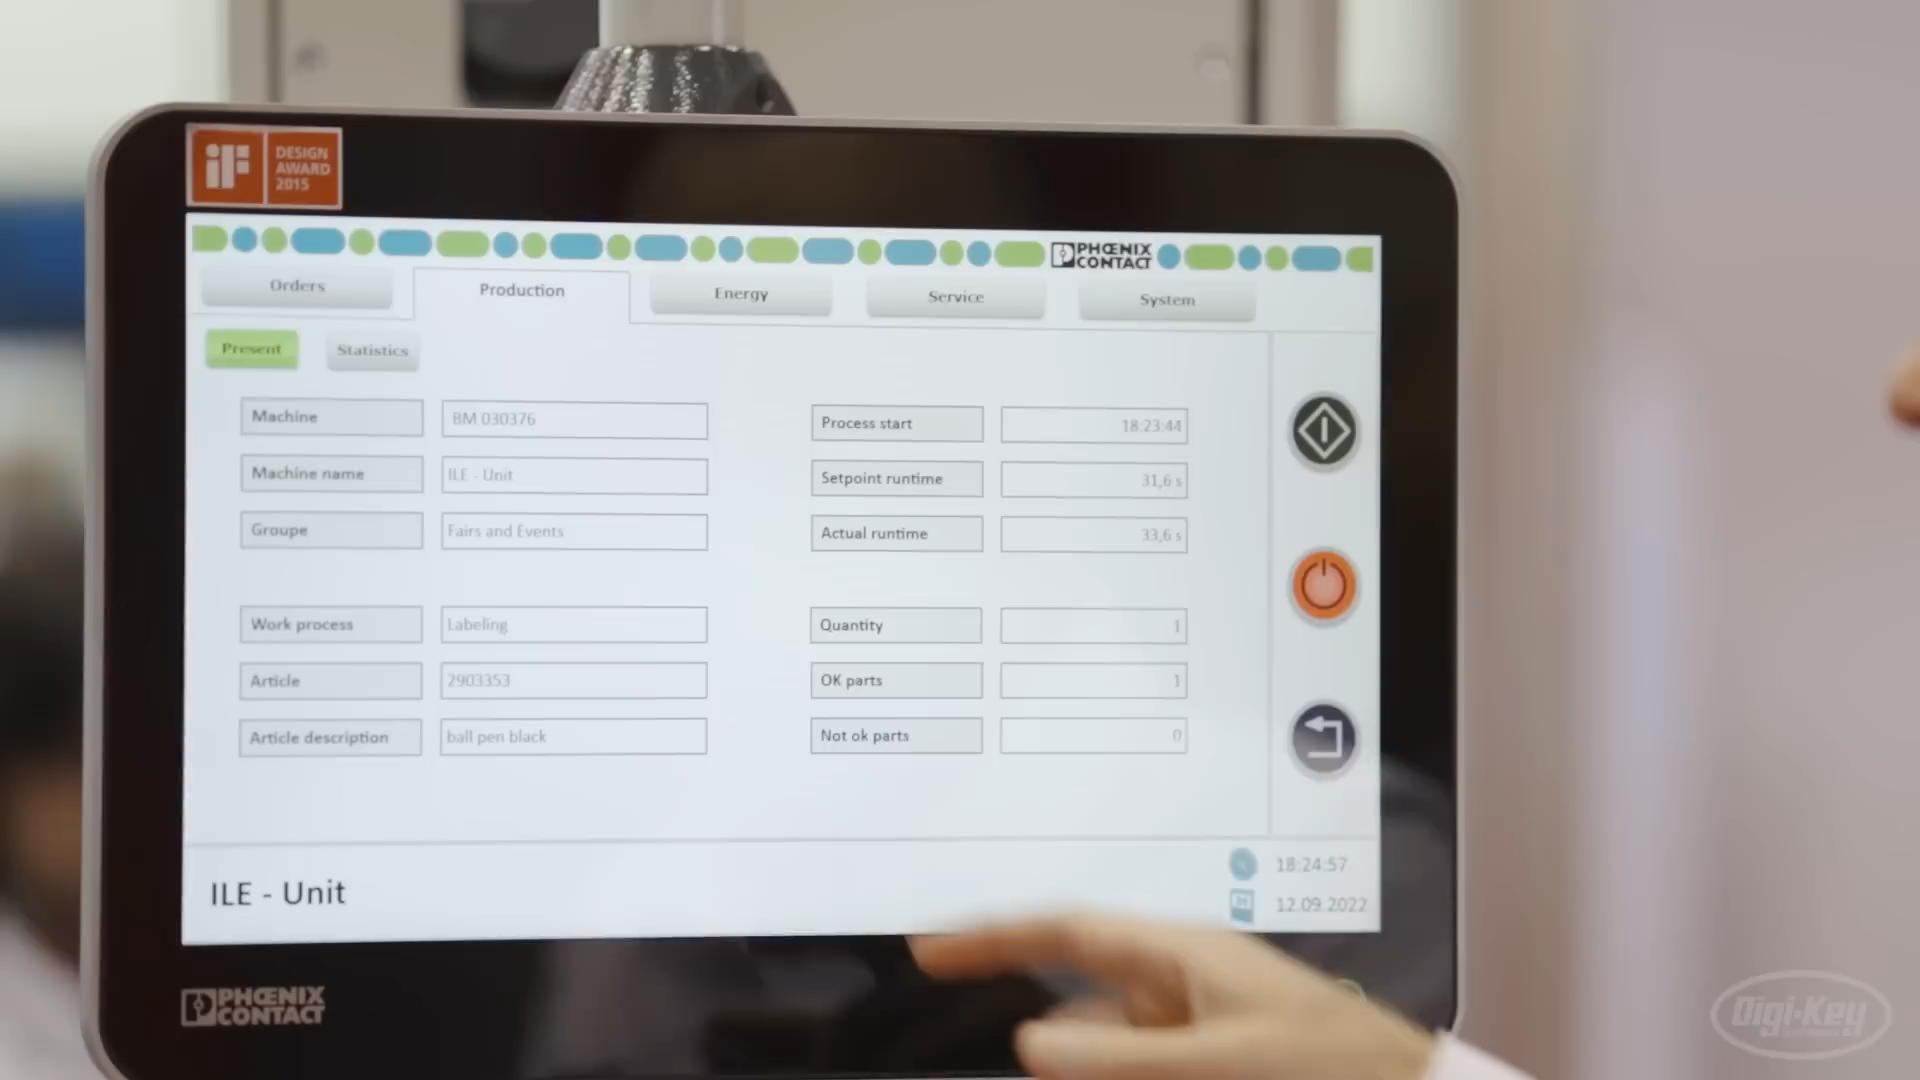 iF DESIGN
AWARD
2015
PHŒNIX
CONTACT
Orders
Production
Energy
Service
System
Present
Statistics
Machine
BM 030376
Process start
18:23:44
Machine name
ILE - Unit
Setpoint runtime
31,6 s
Groupe
Fairs and Events
Actual runtime
33,6 s
Work process
Labeling
Quantity
1
Article
2903353
OK parts
1
Article description
ball pen black
Not ok parts
0
ILE - Unit
18:24:57
12.09.2022
PHŒNIX
CONTACT
Digi-Key